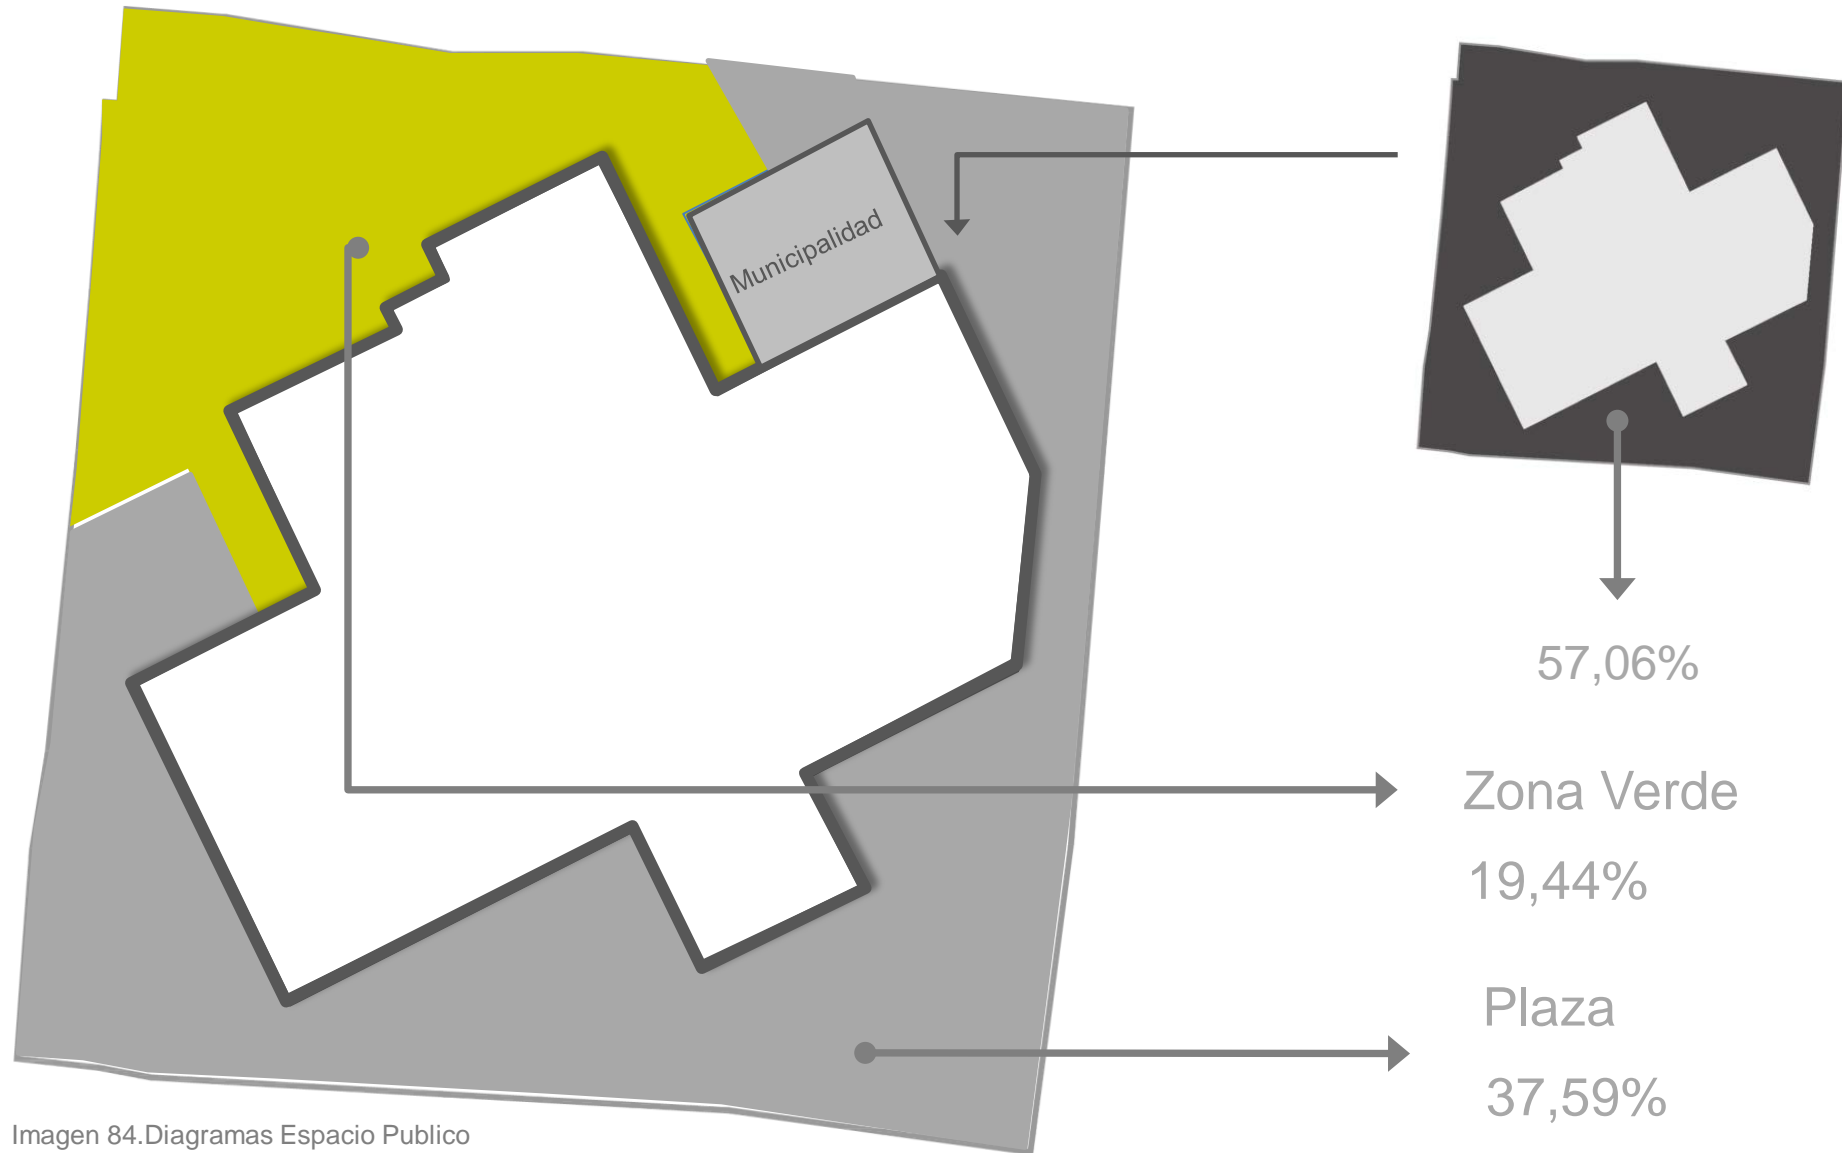 Municipalidad
57,06%
Zona Verde
19,44%
Plaza
37,59%
Imagen 84.Diagramas Espacio Publico